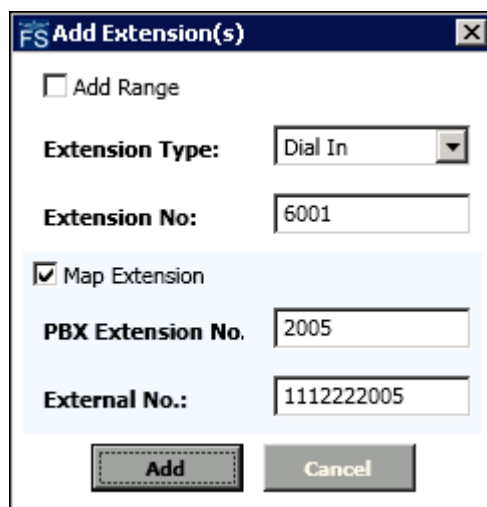 FS Add Extension(s)
Add Range
Extension Type: Dial In
Extension No: 6001
Map Extension
PBX Extension No. 2005
External No.: 1112222005
Add Cancel